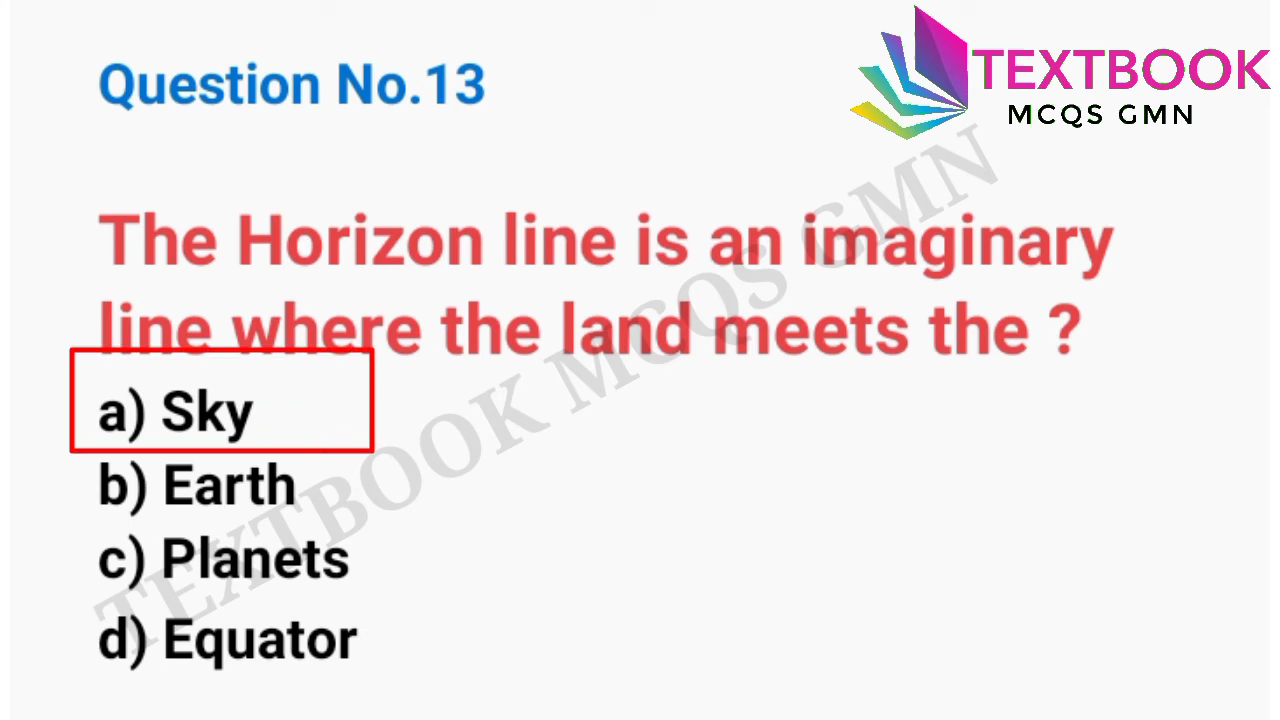 Question No.13
TEXTBOOK
MCQS GMN
The Horizon line is an imaginary
line where the land meets the ?
a) Sky
b) Earth
c) Planets
d) Equator
TEXTBOOK MCQS GMN